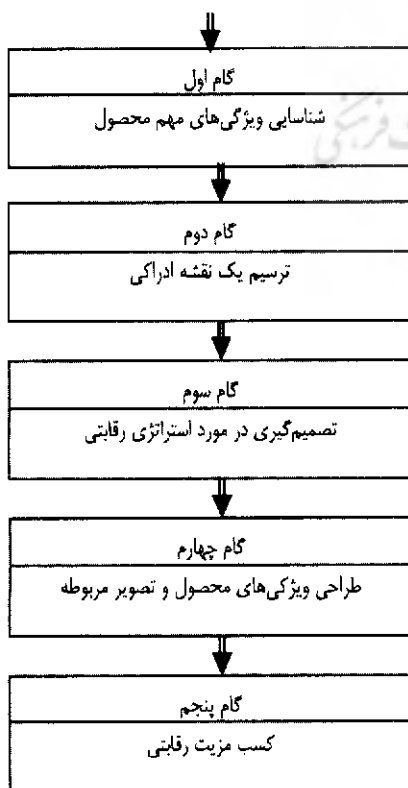 گام اول
شناسایی ویژگی‌های مهم محصول
گام دوم
ترسیم یک نقشه ادراکی
گام سوم
تصمیم‌گیری در مورد استراتژی رقابتی
گام چهارم
طراحی ویژگی‌های محصول و تصویر مربوطه
گام پنجم
کسب مزیت رقابتی